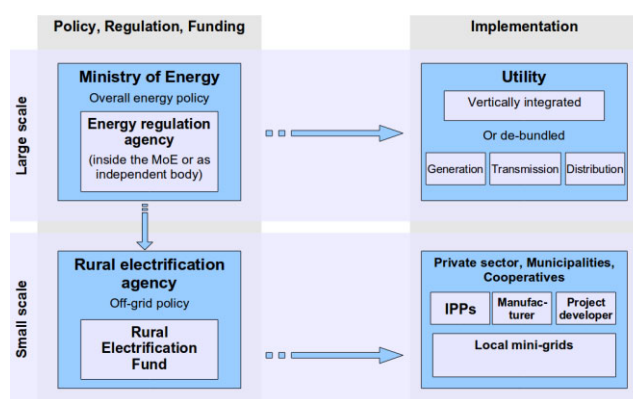 Policy, Regulation, Funding
Implementation
Large scale
Ministry of Energy
Overall energy policy
Energy regulation
agency
(inside the MoE or as
independent body)
Utility
Vertically integrated
Or de-bundled
Generation
Transmission
Distribution
Small scale
Rural electrification
agency
Off-grid policy
Rural
Electrification
Fund
Private sector, Municipalities,
Cooperatives
IPPs
Manufac-
turer
Project
developer
Local mini-grids